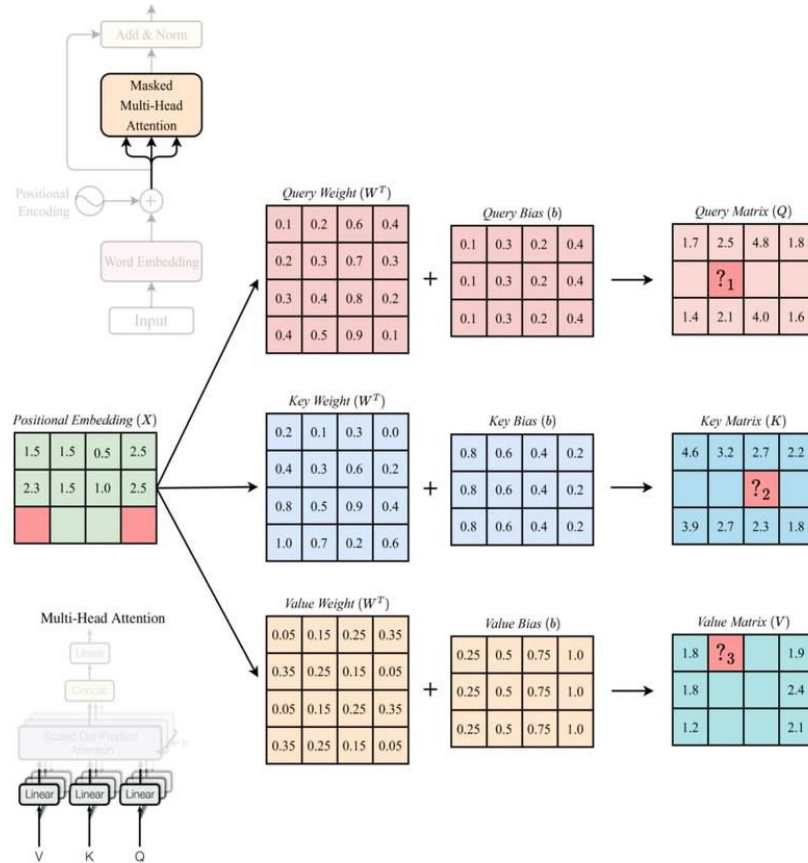 Add & Norm
Masked
Multi-Head
Attention
Positional
Encoding
Word Embedding
Input
Query Weight (W^T)
0.1 0.2 0.6 0.4
0.2 0.3 0.7 0.3
0.3 0.4 0.8 0.2
0.4 0.5 0.9 0.1
+
Query Bias (b)
0.1 0.3 0.2 0.4
0.1 0.3 0.2 0.4
0.1 0.3 0.2 0.4
Query Matrix (Q)
1.7 2.5 4.8 1.8
?1
1.4 2.1 4.0 1.6
Positional Embedding (X)
1.5 1.5 0.5 2.5
2.3 1.5 1.0 2.5
Key Weight (W^T)
0.2 0.1 0.3 0.0
0.4 0.3 0.6 0.2
0.8 0.5 0.9 0.4
1.0 0.7 0.2 0.6
+
Key Bias (b)
0.8 0.6 0.4 0.2
0.8 0.6 0.4 0.2
0.8 0.6 0.4 0.2
Key Matrix (K)
4.6 3.2 2.7 2.2
?2
3.9 2.7 2.3 1.8
Value Weight (W^T)
0.05 0.15 0.25 0.35
0.35 0.25 0.15 0.05
0.05 0.15 0.25 0.35
0.35 0.25 0.15 0.05
+
Value Bias (b)
0.25 0.5 0.75 1.0
0.25 0.5 0.75 1.0
0.25 0.5 0.75 1.0
Value Matrix (V)
1.8 ?3 1.9
1.8 2.4
1.2 2.1
Multi-Head Attention
Linear
Concat
Scaled Dot-Product
Attention
h
Linear Linear Linear
V K Q